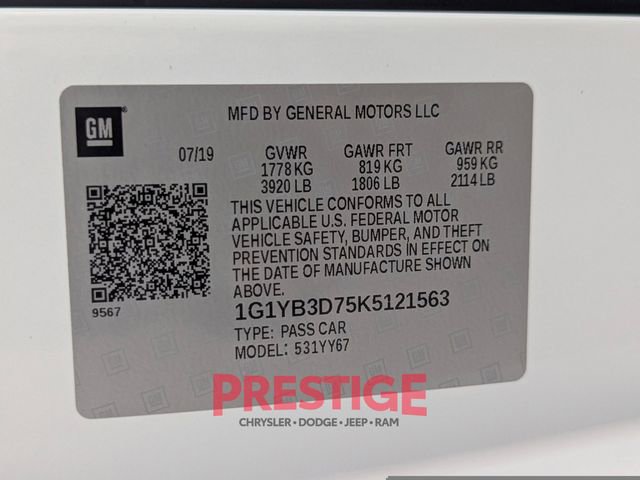 GM
MFD BY GENERAL MOTORS LLC
07/19 GVWR GAWR FRT GAWR RR
1778 KG 819 KG 959 KG
3920 LB 1806 LB 2114 LB
THIS VEHICLE CONFORMS TO ALL
APPLICABLE U.S. FEDERAL MOTOR
VEHICLE SAFETY, BUMPER, AND THEFT
PREVENTION STANDARDS IN EFFECT ON
THE DATE OF MANUFACTURE SHOWN
ABOVE.
9567
1G1YB3D75K5121563
TYPE: PASS CAR
MODEL: 531YY67
PRESTIGE
CHRYSLER • DODGE • JEEP • RAM